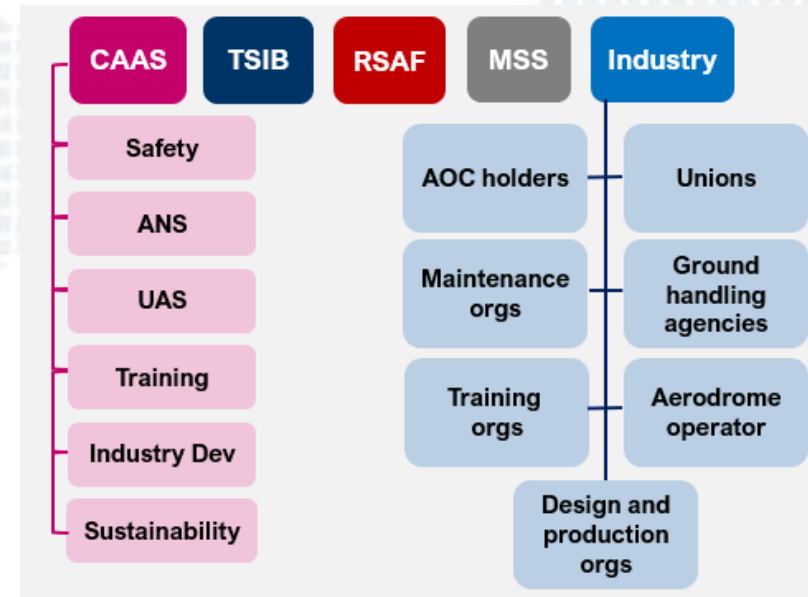 CAAS
TSIB
RSAF
MSS
Industry
Safety
ANS
UAS
Training
Industry Dev
Sustainability
AOC holders
Unions
Maintenance
orgs
Ground
handling
agencies
Training
orgs
Aerodrome
operator
Design and
production
orgs